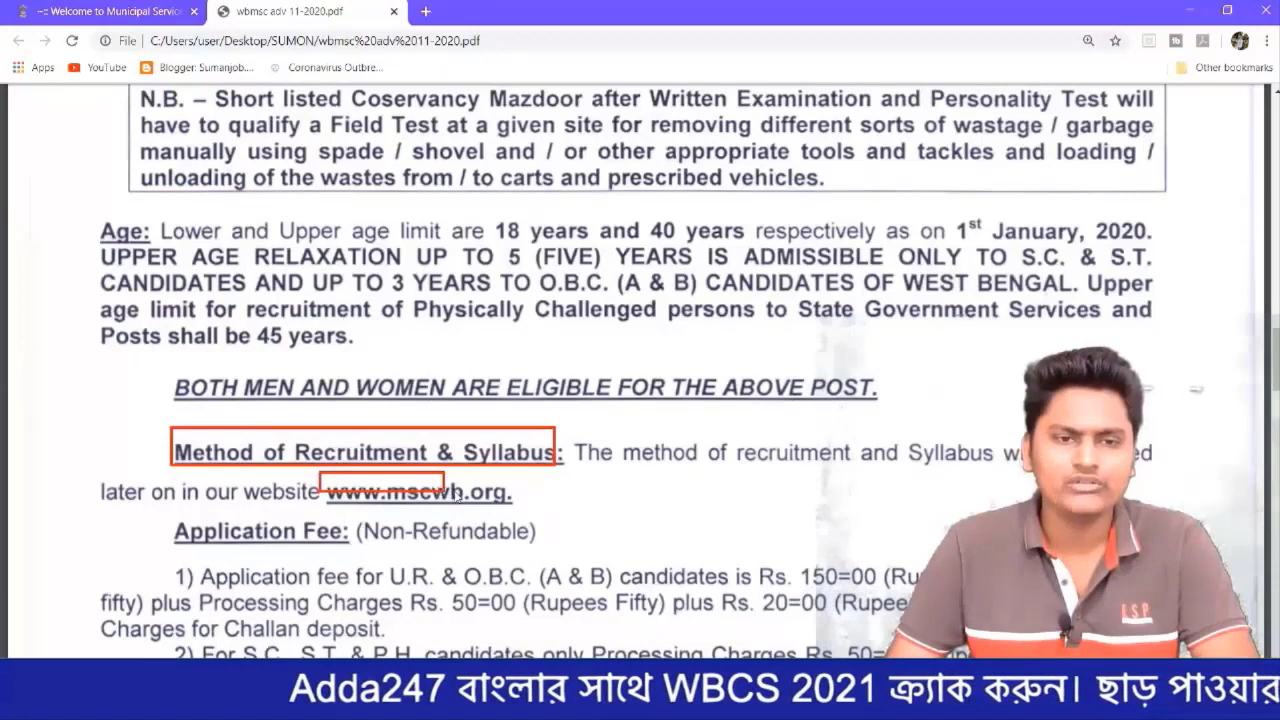 -:: Welcome to Municipal Servic
wbmsc adv 11-2020.pdf
File C:/Users/user/Desktop/SUMON/wbmsc%20adv%2011-2020.pdf
Apps YouTube Blogger: Sumanjob.... Coronavirus Outbre... Other bookmarks
N.B. – Short listed Coservancy Mazdoor after Written Examination and Personality Test will
have to qualify a Field Test at a given site for removing different sorts of wastage / garbage
manually using spade / shovel and / or other appropriate tools and tackles and loading /
unloading of the wastes from / to carts and prescribed vehicles.
Age: Lower and Upper age limit are 18 years and 40 years respectively as on 1st January, 2020.
UPPER AGE RELAXATION UP TO 5 (FIVE) YEARS IS ADMISSIBLE ONLY TO S.C. & S.T.
CANDIDATES AND UP TO 3 YEARS TO O.B.C. (A & B) CANDIDATES OF WEST BENGAL. Upper
age limit for recruitment of Physically Challenged persons to State Government Services and
Posts shall be 45 years.
BOTH MEN AND WOMEN ARE ELIGIBLE FOR THE ABOVE POST.
Method of Recruitment & Syllabus: The method of recruitment and Syllabus
later on in our website www.mscwb.org.
Application Fee: (Non-Refundable)
1) Application fee for U.R. & O.B.C. (A & B) candidates is Rs. 150=00
fifty) plus Processing Charges Rs. 50=00 (Rupees Fifty) plus Rs. 20=00
Charges for Challan deposit.
2) For S.C., S.T. & P.H. candidates only Processing Charges Rs.
E.S.P
Adda247 বাংলার সাথে WBCS 2021 ক্র্যাক করুন। ছাড় পাওয়ার